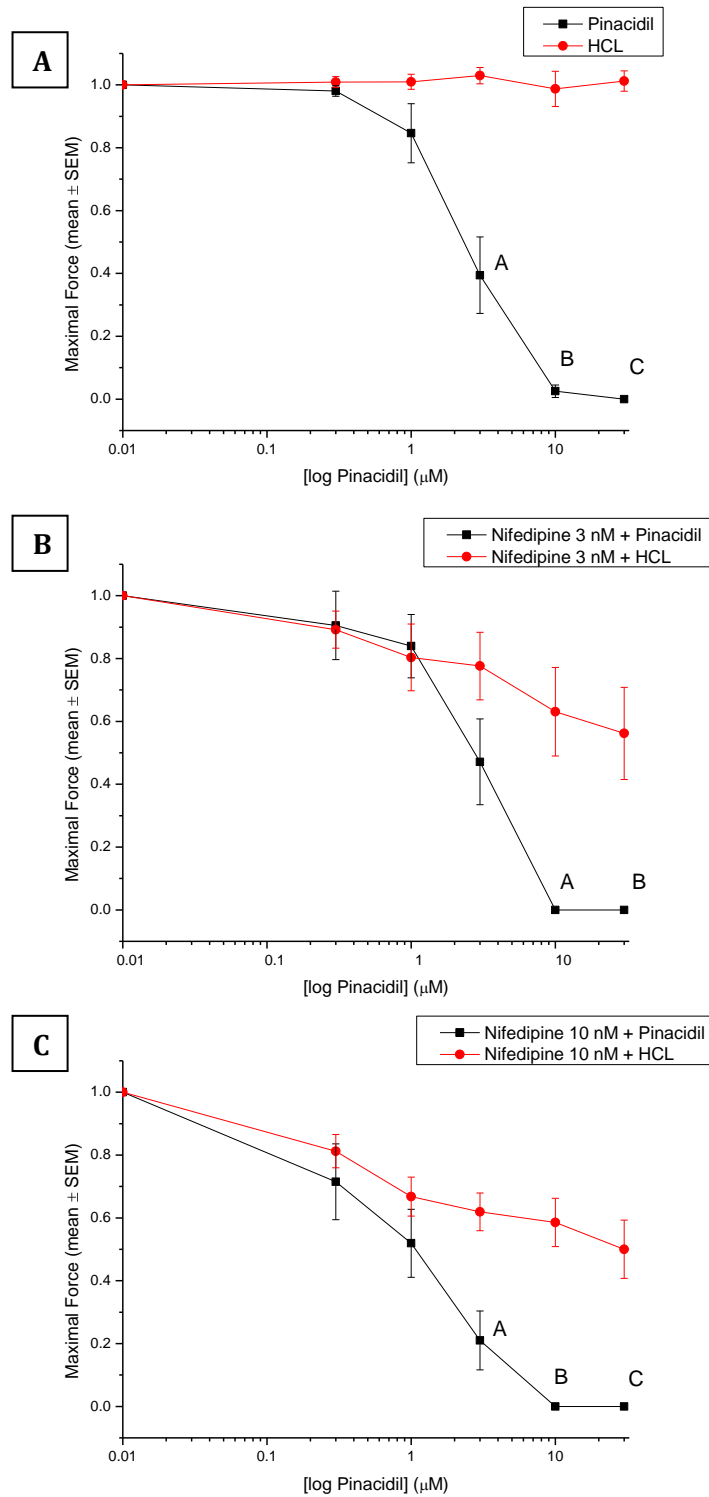 A
Pinacidil
HCL
Maximal Force (mean ± SEM)
1.0
0.8
0.6
0.4
0.2
0.0
A
B
C
0.01
0.1
1
10
[log Pinacidil] (μM)
B
Nifedipine 3 nM + Pinacidil
Nifedipine 3 nM + HCL
Maximal Force (mean ± SEM)
1.0
0.8
0.6
0.4
0.2
0.0
A
B
0.01
0.1
1
10
[log Pinacidil] (μM)
C
Nifedipine 10 nM + Pinacidil
Nifedipine 10 nM + HCL
Maximal Force (mean ± SEM)
1.0
0.8
0.6
0.4
0.2
0.0
A
B
C
0.01
0.1
1
10
[log Pinacidil] (μM)